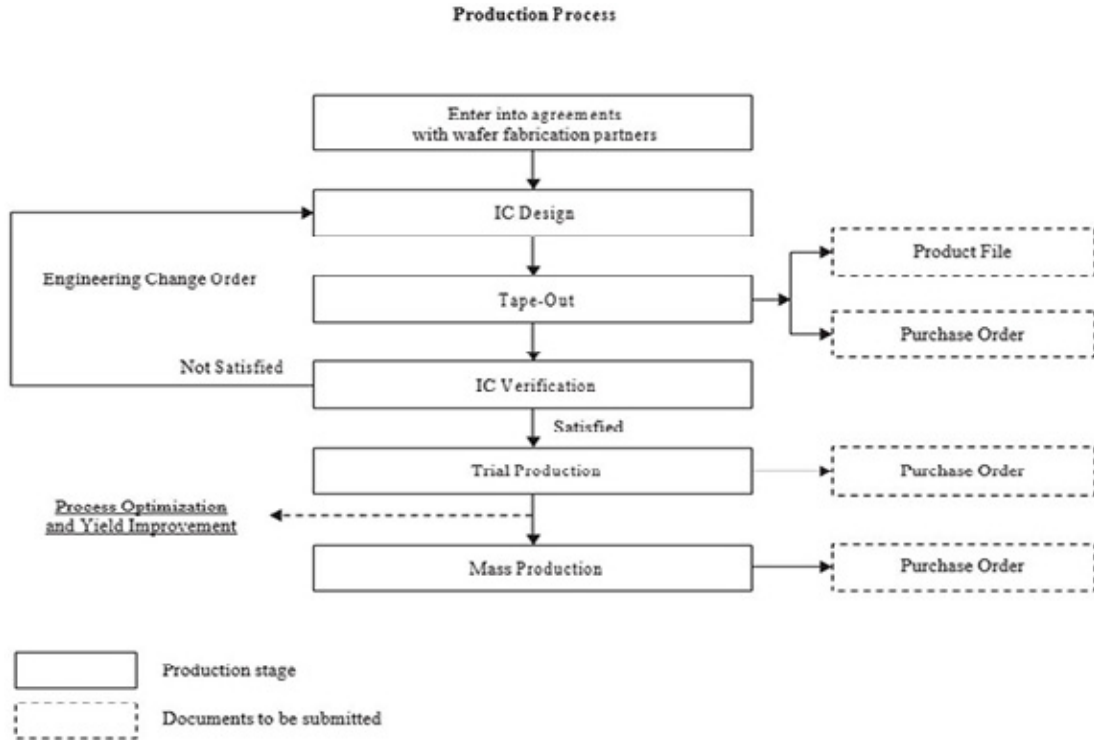 Production Process
Enter into agreements
with wafer fabrication partners
IC Design
Product File
Engineering Change Order
Tape-Out
Purchase Order
Not Satisfied
IC Verification
Satisfied
Trial Production
Purchase Order
Process Optimization
and Yield Improvement
Mass Production
Purchase Order
Production stage
Documents to be submitted